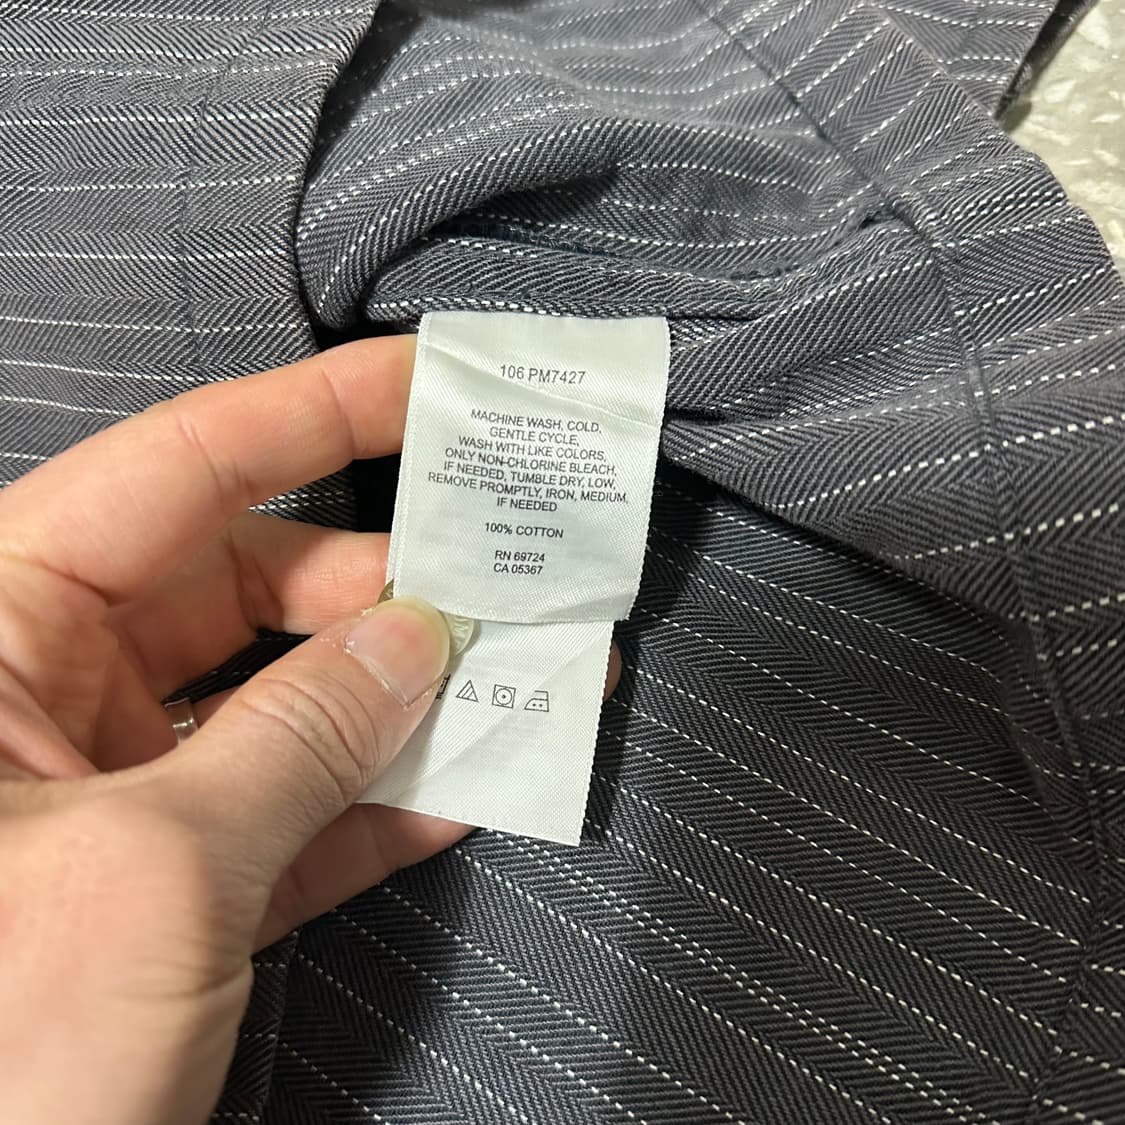 106 PM7427
MACHINE WASH, COLD,
GENTLE CYCLE,
WASH WITH LIKE COLORS,
ONLY NON-CHLORINE BLEACH,
IF NEEDED, TUMBLE DRY, LOW,
REMOVE PROMPTLY, IRON, MEDIUM,
IF NEEDED
100% COTTON
RN 69724
CA 05367